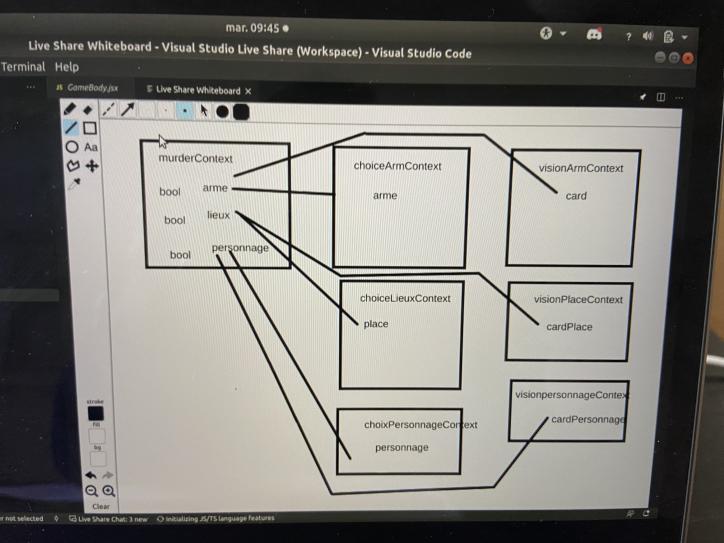 mar. 09:45
Live Share Whiteboard - Visual Studio Live Share (Workspace) - Visual Studio Code
Terminal Help
JS GameBody.jsx
Live Share Whiteboard
Aa
murderContext
bool arme
bool lieux
bool personnage
choiceArmContext
arme
visionArmContext
card
choiceLieuxContext
place
visionPlaceContext
cardPlace
choixPersonnageContext
personnage
visionpersonnageContex
cardPersonnage
stroke
fill
bg
Clear
r not selected
Live Share Chat: 3 new
Initializing JS/TS language features